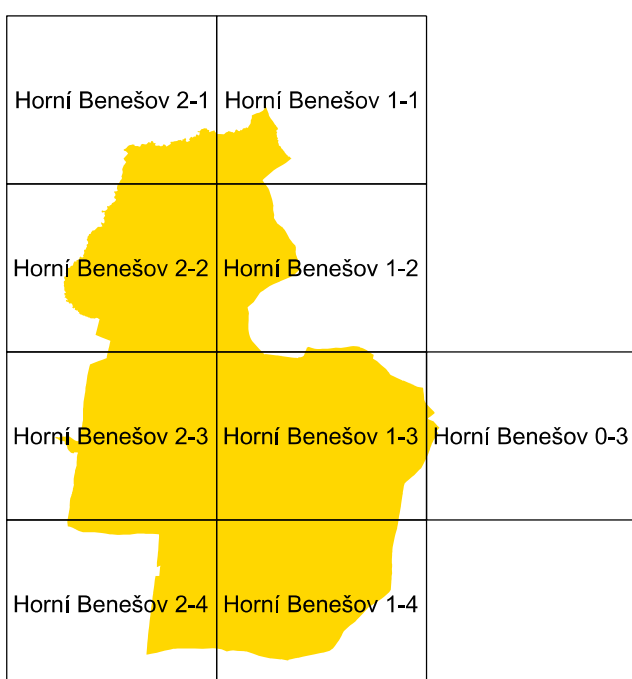 Horní Benešov 2-1
Horní Benešov 1-1
Horní Benešov 2-2
Horní Benešov 1-2
Horní Benešov 2-3
Horní Benešov 1-3
Horní Benešov 0-3
Horní Benešov 2-4
Horní Benešov 1-4